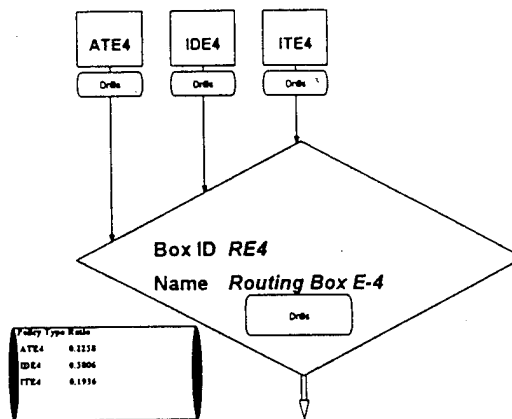 ATE4 IDE4 ITE4
Drills Drills Drills
Box ID RE4
Name Routing Box E-4
Drills
Policy Type Ratio
ATE4 0.2258
IDE4 0.5806
ITE4 0.1936